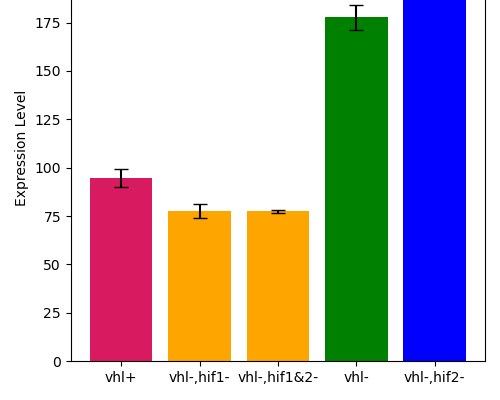 175
150
125
100
75
50
25
0
Expression Level
vhl+
vhl-,hif1-
vhl-,hif1&2-
vhl-
vhl-,hif2-